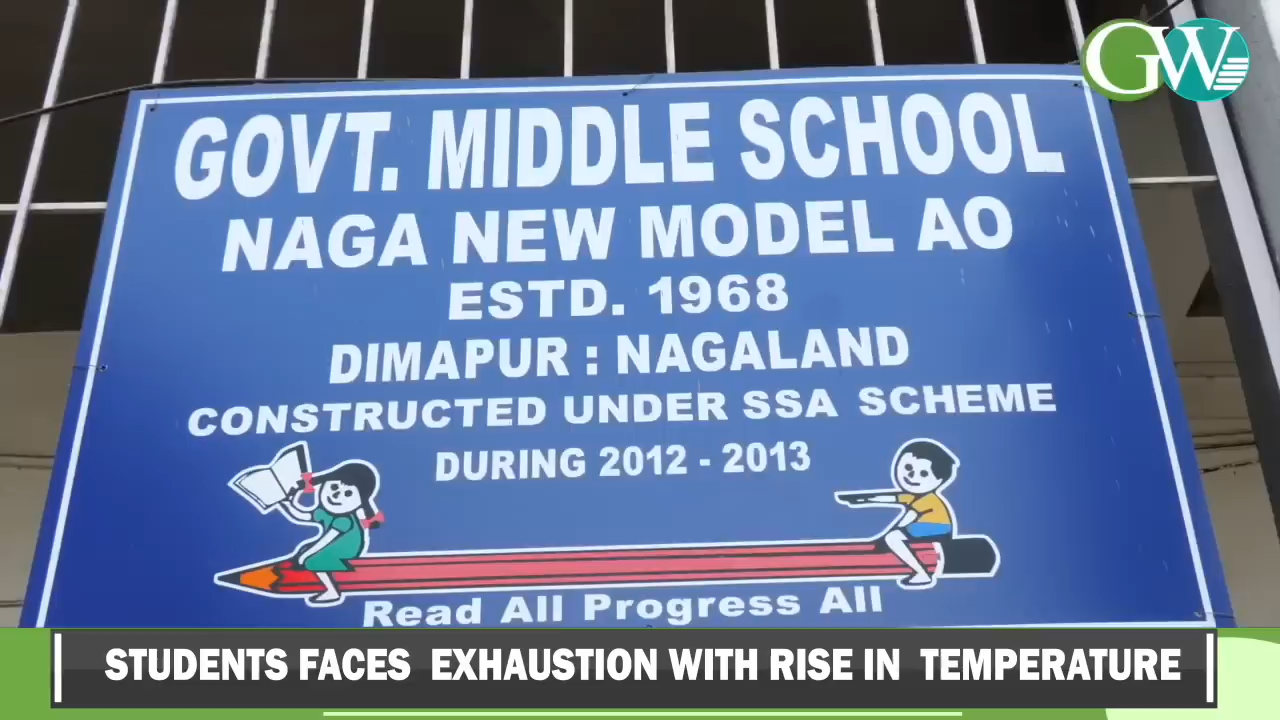 GW
GOVT. MIDDLE SCHOOL
NAGA NEW MODEL AO
ESTD. 1968
DIMAPUR : NAGALAND
CONSTRUCTED UNDER SSA SCHEME
DURING 2012 - 2013
Read All Progress All
STUDENTS FACES EXHAUSTION WITH RISE IN TEMPERATURE